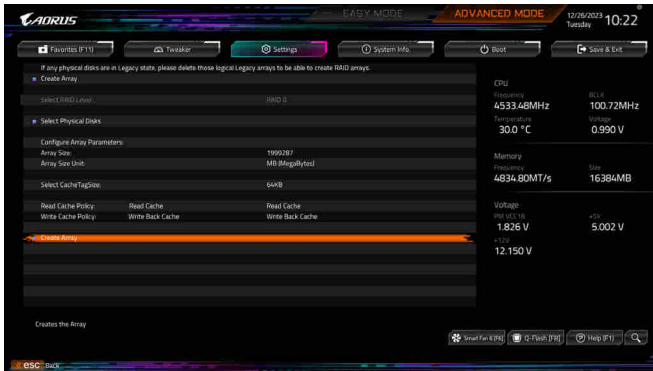 AORUS
EASY MODE
ADVANCED MODE
12/26/2023
Tuesday
10:22
Favorites (F11)
Tweaker
Settings
System Info.
Boot
Save & Exit
If any physical disks are in Legacy state, please delete those logical Legacy arrays to be able to create RAID arrays.
Create Array
Select RAID Level: RAID 0
Select Physical Disks
Configure Array Parameters:
Array Size: 1999287
Array Size Unit: MB (MegaBytes)
Select CacheTagSize: 64KB
Read Cache Policy: Read Cache Read Cache
Write Cache Policy: Write Back Cache Write Back Cache
Create Array
CPU
Frequency BCLK
4533.48MHz 100.72MHz
Temperature Voltage
30.0 °C 0.990 V
Memory
Frequency Size
4834.80MT/s 16384MB
Voltage
PM VCC18 +5V
1.826 V 5.002 V
+12V
12.150 V
Creates the Array
Smart Fan 6 [F6]
Q-Flash [F8]
Help (F1)
esc Back